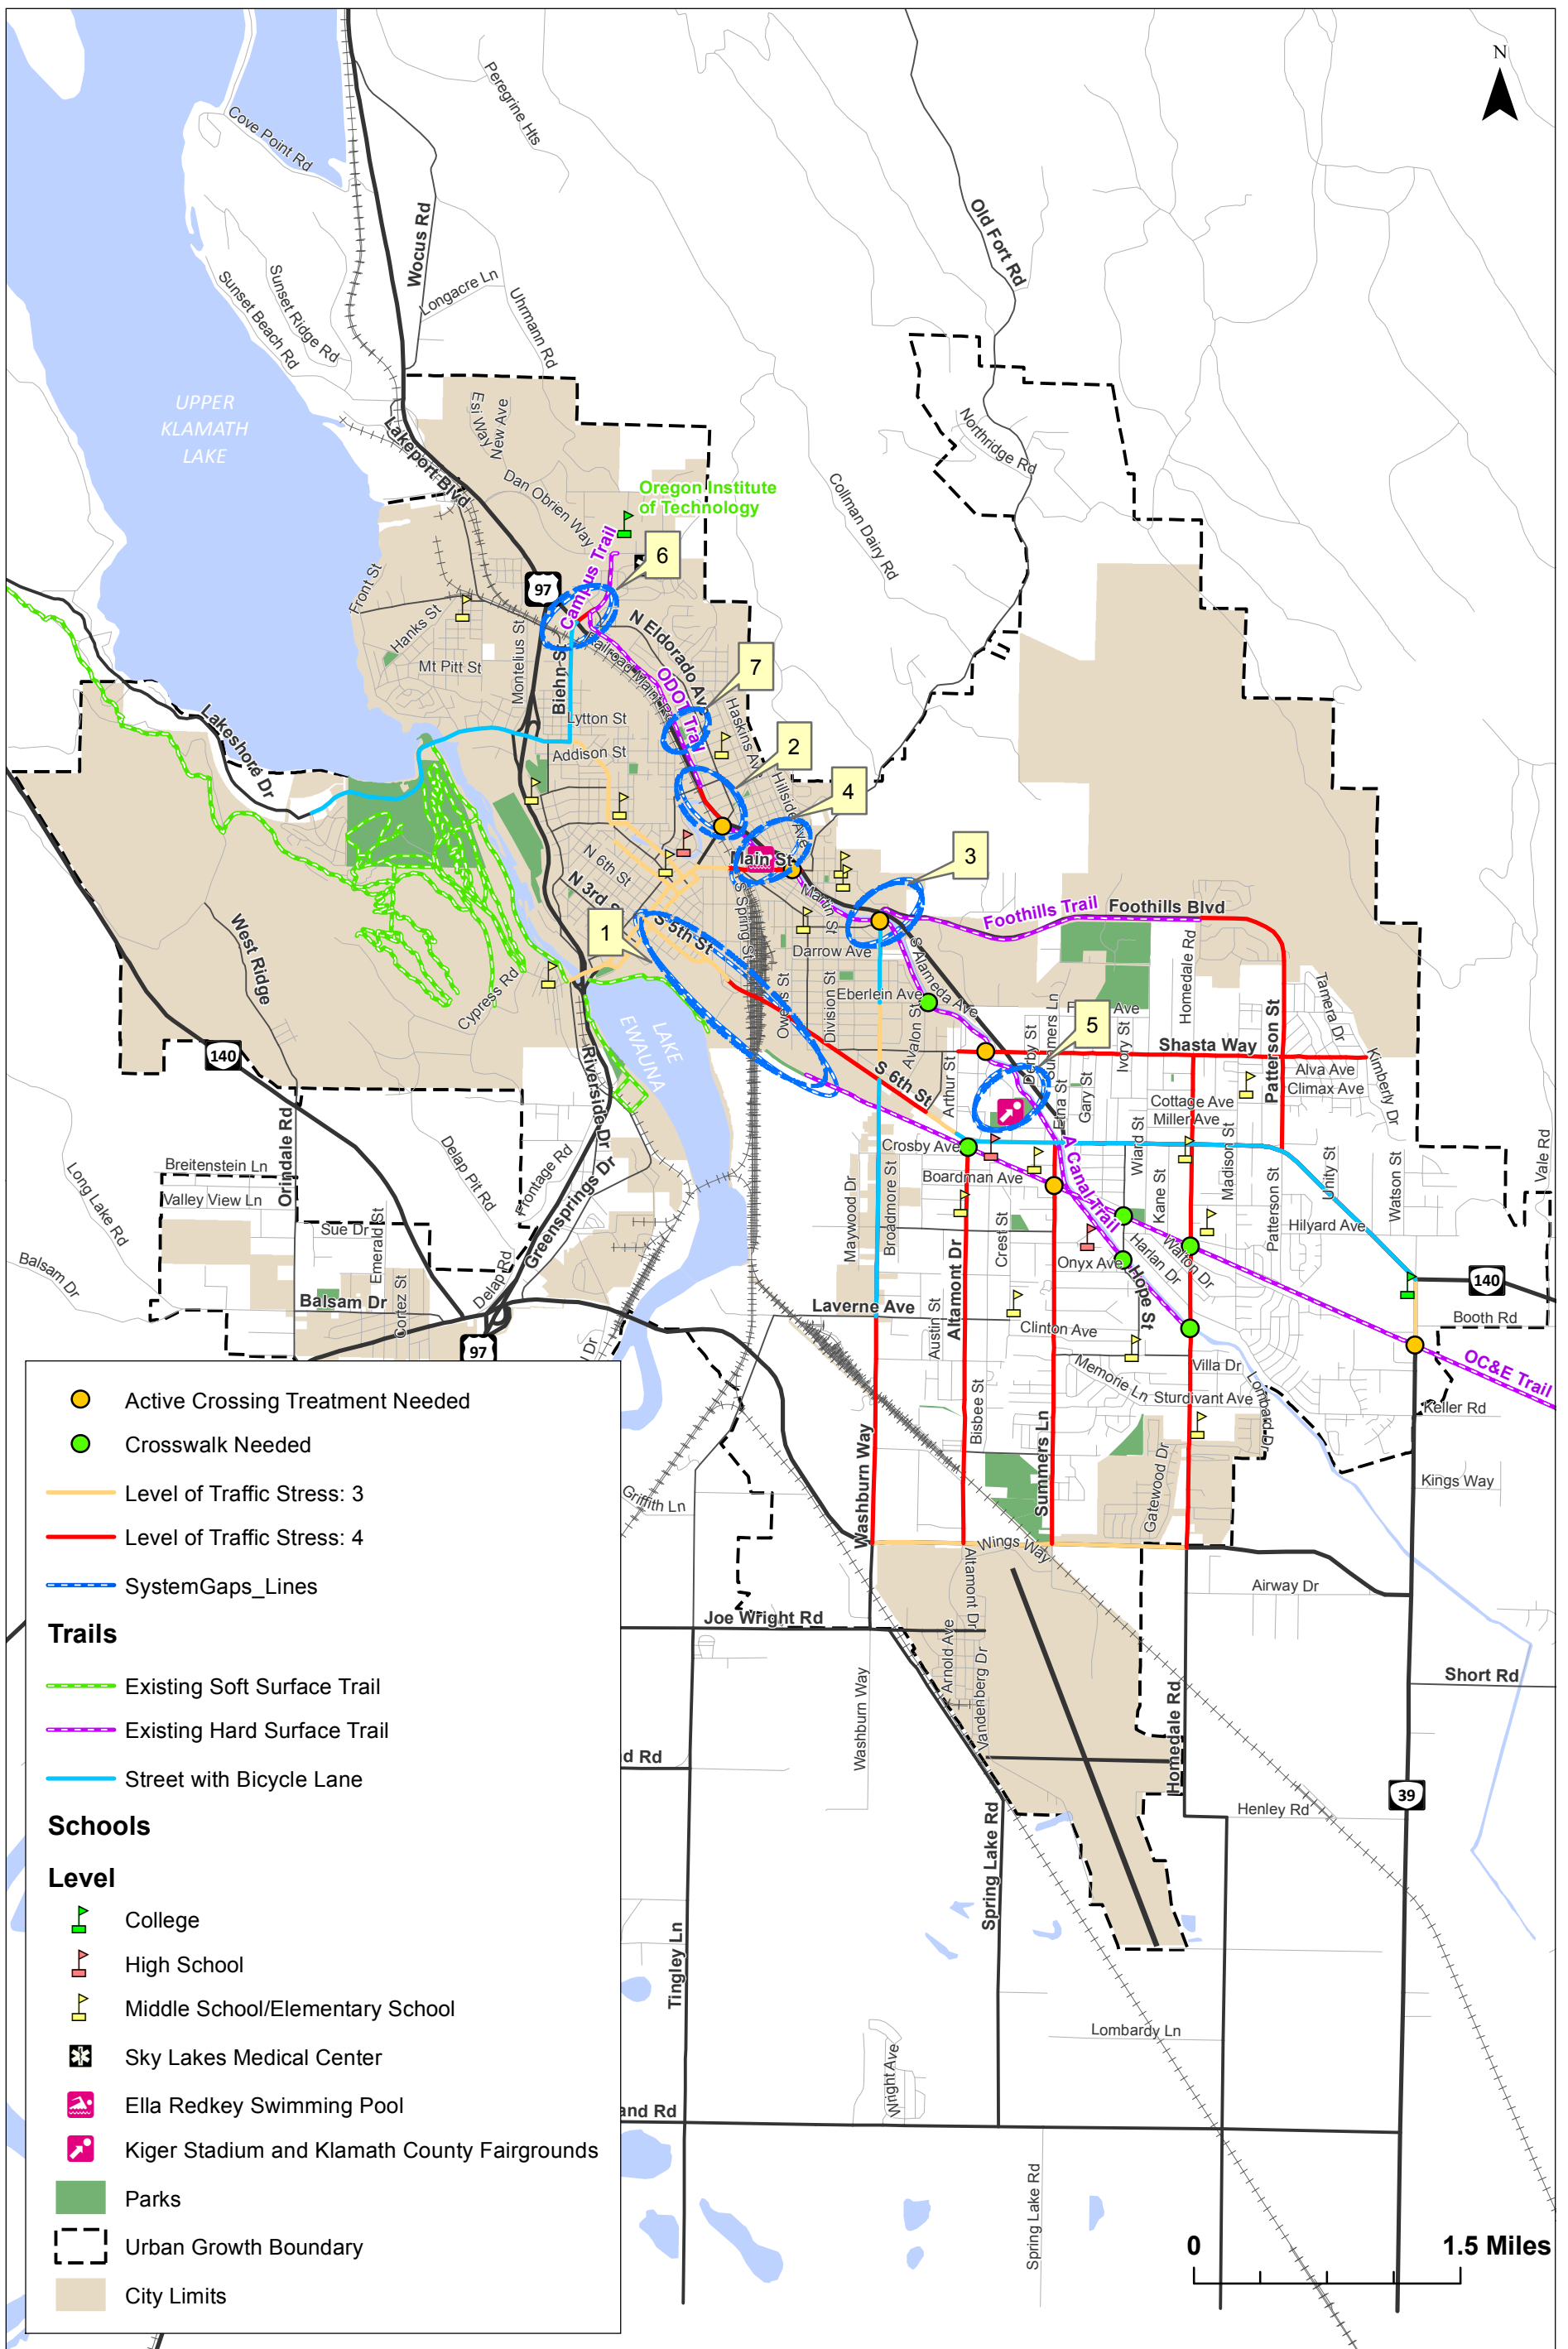 N
Peregrine Hts
Cove Point Rd
Wocus Rd
Old Fort Rd
Sunset Ridge Rd
Sunset Beach Rd
Longacre Ln
Uhrmann Rd
UPPER
KLAMATH
LAKE
Esi Way
New Ave
Lakeport Blvd
Northridge Rd
Dan Obrien Way
Collman Dairy Rd
Oregon Institute
of Technology
Campus Trail
6
97
Front St
Hanks St
Mt Pitt St
Montelius St
Biehn St
N Eldorado Ave
ODOT Trail
7
Lytton St
Addison St
Haskins Ave
2
Hillside Ave
4
Lakeshore Dr
Main St
N 6th St
3
Martin St
Foothills Trail
Foothills Blvd
1
S 5th St
S Spring St
Darrow Ave
S Alameda Ave
West Ridge
Cypress Rd
Owens St
Division St
Eberlein Ave
Avalon St
Summers Ln
Homedale Rd
Tamera Dr
5
LAKE
EWAUNA
140
Riverside Dr
Derby St
Ivory St
Shasta Way
Patterson St
Kimberly Dr
Alva Ave
Climax Ave
S 6th St
Arthur St
Etna St
Gary St
Cottage Ave
Miller Ave
Orindale Rd
Crosby Ave
A Canal Trail
Wiard St
Madison St
Vale Rd
Breitenstein Ln
Valley View Ln
Long Lake Rd
Delap Pit Rd
Frontage Rd
Greensprings Dr
Boardman Ave
Maywood Dr
Broadmore St
Kane St
Patterson St
Unity St
Watson St
Sue Dr
Emerald St
Crest St
Harlan Dr
Walton Dr
Hilyard Ave
Balsam Dr
Balsam Dr
Cortez St
Delap Rd
Onyx Ave
Hope St
140
Laverne Ave
Austin St
Altamont Dr
Clinton Ave
Booth Rd
97
Memorie Ln
Villa Dr
OC&E Trail
Sturdivant Ave
Lombard Dr
Keller Rd
Bisbee St
Summers Ln
Gatewood Dr
Washburn Way
Kings Way
Griffith Ln
Wings Way
Airway Dr
Altamont Dr
Joe Wright Rd
Arnold Ave
Vandenberg Dr
Washburn Way
Homedale Rd
Short Rd
39
Henley Rd
Spring Lake Rd
Tingley Ln
Lombardy Ln
Wright Ave
Spring Lake Rd
0
1.5 Miles
Active Crossing Treatment Needed
Crosswalk Needed
Level of Traffic Stress: 3
Level of Traffic Stress: 4
SystemGaps_Lines
Trails
Existing Soft Surface Trail
Existing Hard Surface Trail
Street with Bicycle Lane
Schools
Level
College
High School
Middle School/Elementary School
Sky Lakes Medical Center
Ella Redkey Swimming Pool
Kiger Stadium and Klamath County Fairgrounds
Parks
Urban Growth Boundary
City Limits